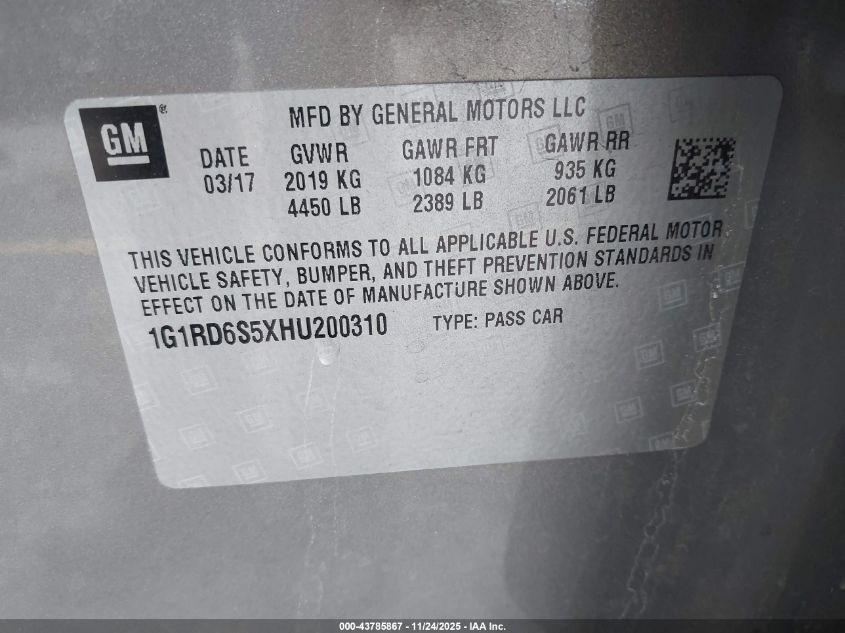 GM ®
MFD BY GENERAL MOTORS LLC
DATE GVWR GAWR FRT GAWR RR
03/17 2019 KG 1084 KG 935 KG
4450 LB 2389 LB 2061 LB
THIS VEHICLE CONFORMS TO ALL APPLICABLE U.S. FEDERAL MOTOR
VEHICLE SAFETY, BUMPER, AND THEFT PREVENTION STANDARDS IN
EFFECT ON THE DATE OF MANUFACTURE SHOWN ABOVE.
1G1RD6S5XHU200310 TYPE: PASS CAR
000-43785867 - 11/24/2025 - IAA Inc.